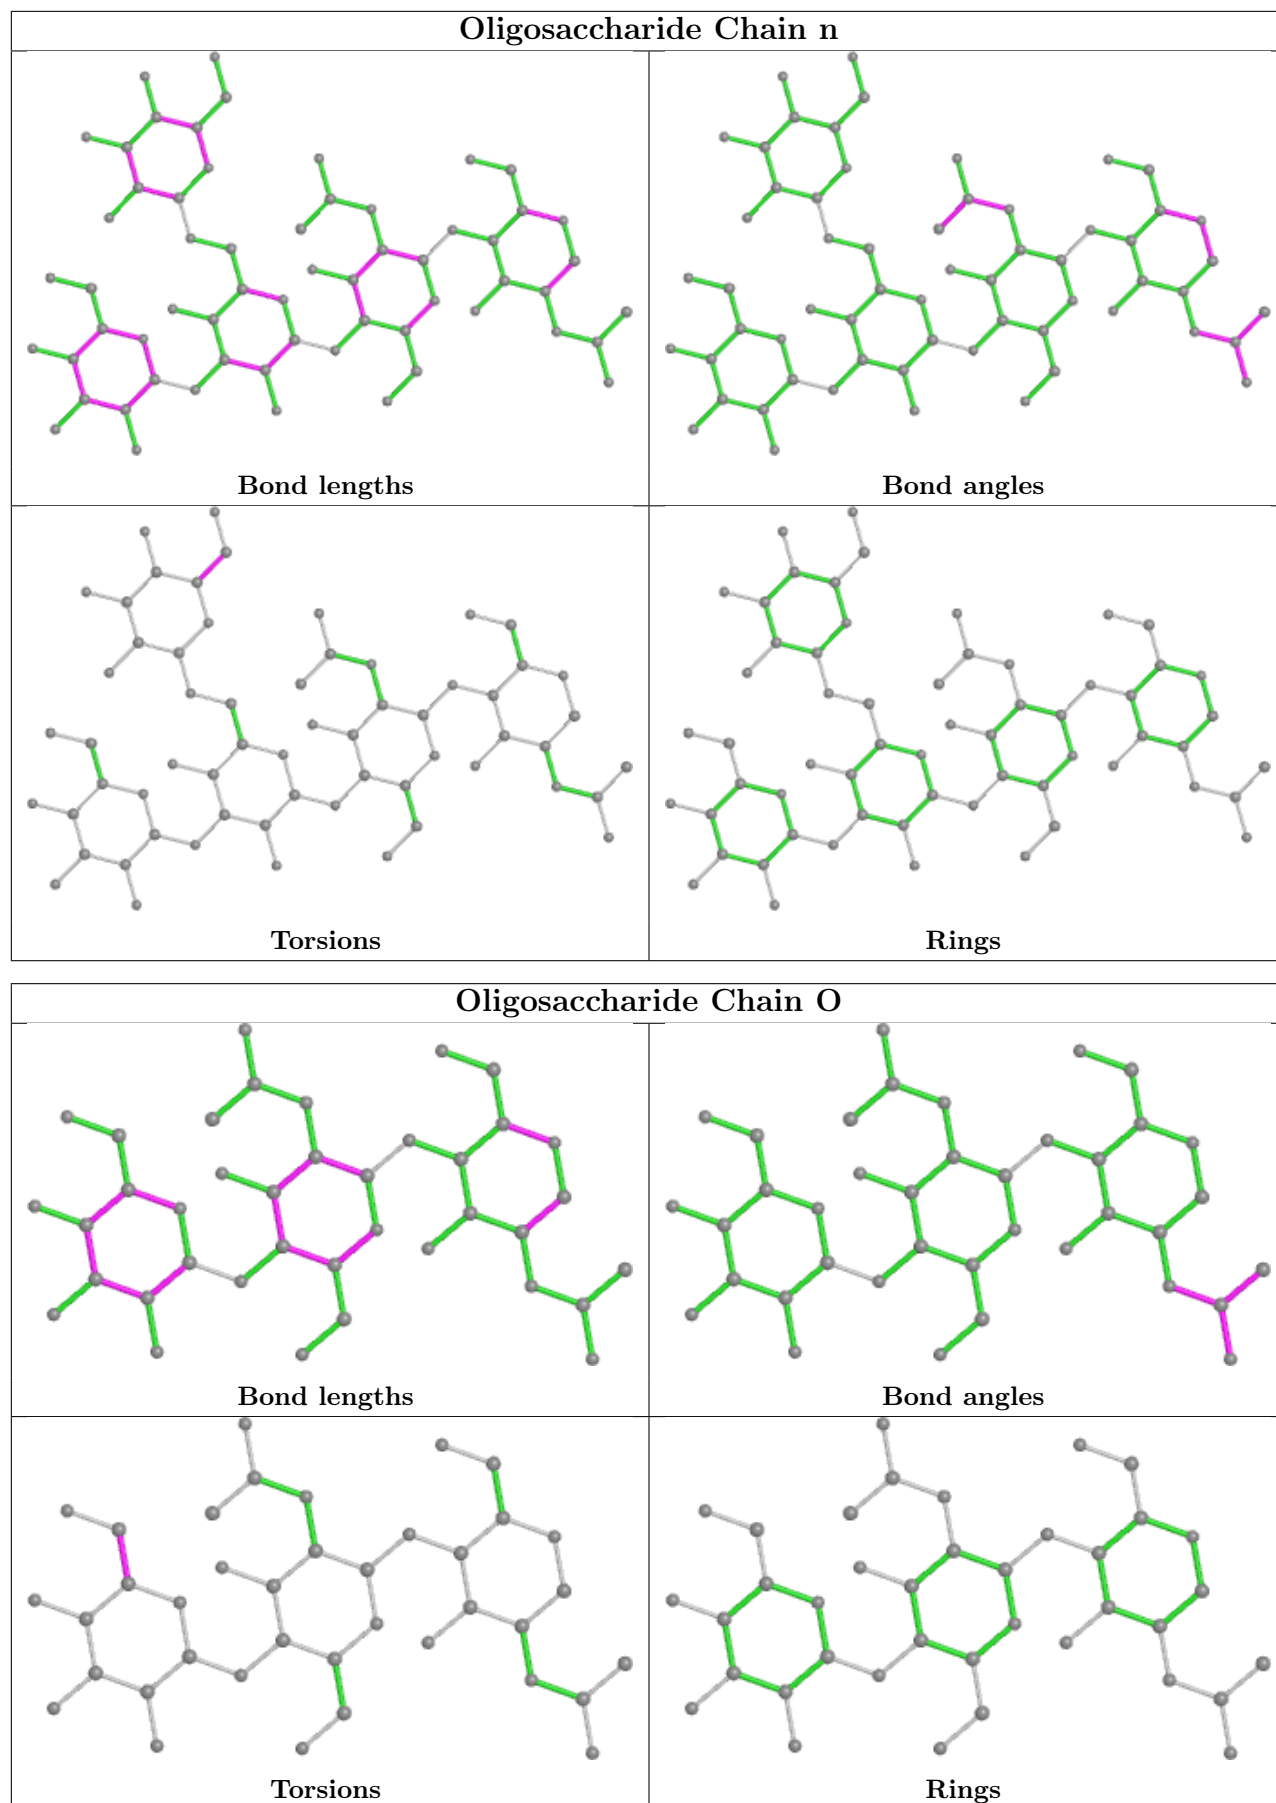 Oligosaccharide Chain n
Bond lengths
Bond angles
Torsions
Rings
Oligosaccharide Chain O
Bond lengths
Bond angles
Torsions
Rings